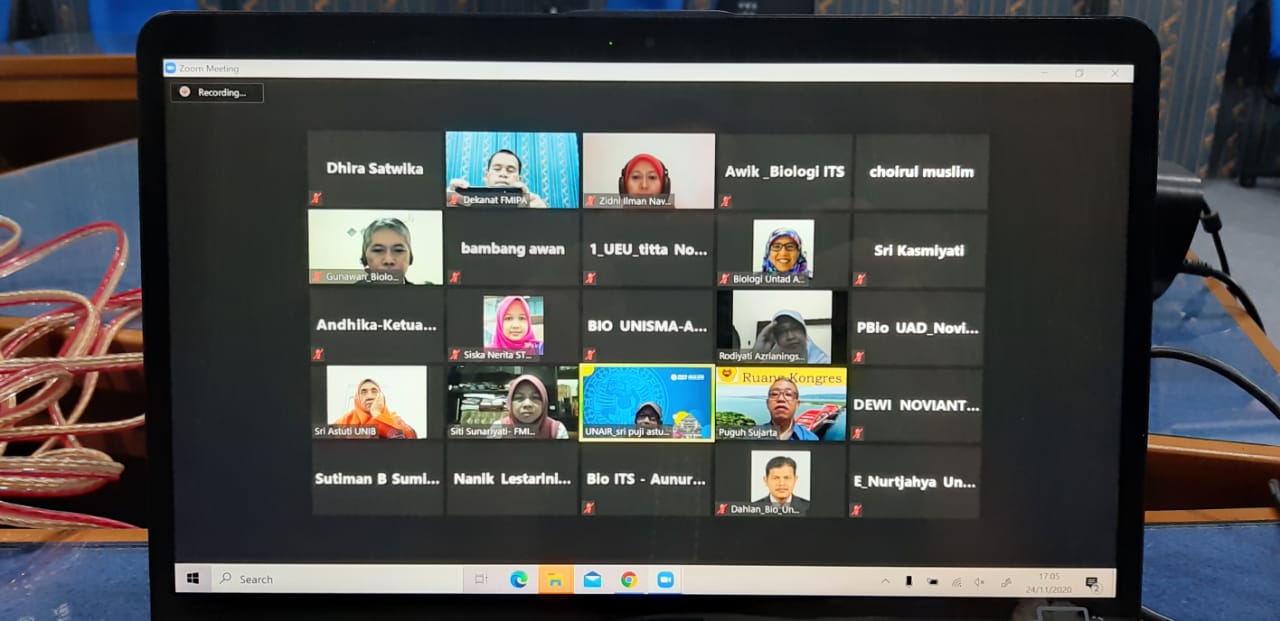 Zoom Meeting
Recording...
Dhira Satwika
Dekanat FMIPA
Zidni Ilman Nav...
Awik _Biologi ITS
choirul muslim
Gunawan_Biolo...
bambang awan
1_UEU_titta No...
Biologi Untad A...
Sri Kasmiyati
Andhika-Ketua...
Siska Nerita ST...
BIO UNISMA-A...
Rodiyati Azrianings...
PBio UAD_Novi...
Sri Astuti UNIB
Siti Sunariyati- FMI...
UNAIR_sri puji astu...
Ruang Kongres
Puguh Sujarta
DEWI NOVIANT...
Sutiman B Sumi...
Nanik Lestarini...
Bio ITS - Aunur...
Dahlan_Bio_Un...
E_Nurtjahya Un...
Search
17:05
24/11/2020
2